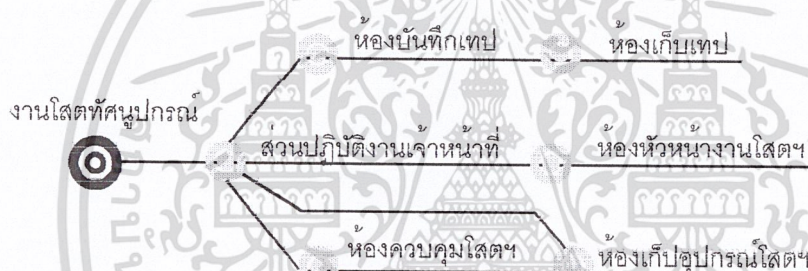 ห้องบันทึกเทป ห้องเก็บเทป
งานโสตทัศนูปกรณ์
ส่วนปฏิบัติงานเจ้าหน้าที่ ห้องหัวหน้างานโสตฯ
ห้องควบคุมโสตฯ ห้องเก็บอุปกรณ์โสตฯ